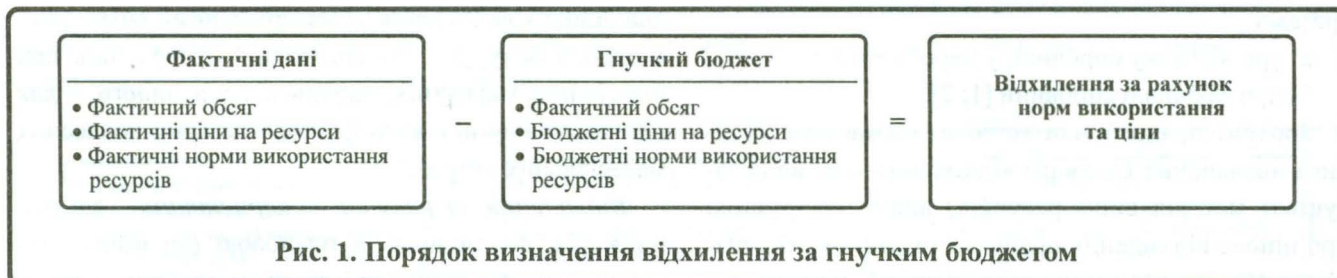 Фактичні дані
• Фактичний обсяг
• Фактичні ціни на ресурси
• Фактичні норми використання
ресурсів
–
Гнучкий бюджет
• Фактичний обсяг
• Бюджетні ціни на ресурси
• Бюджетні норми використання
ресурсів
=
Відхилення за рахунок
норм використання
та ціни
Рис. 1. Порядок визначення відхилення за гнучким бюджетом